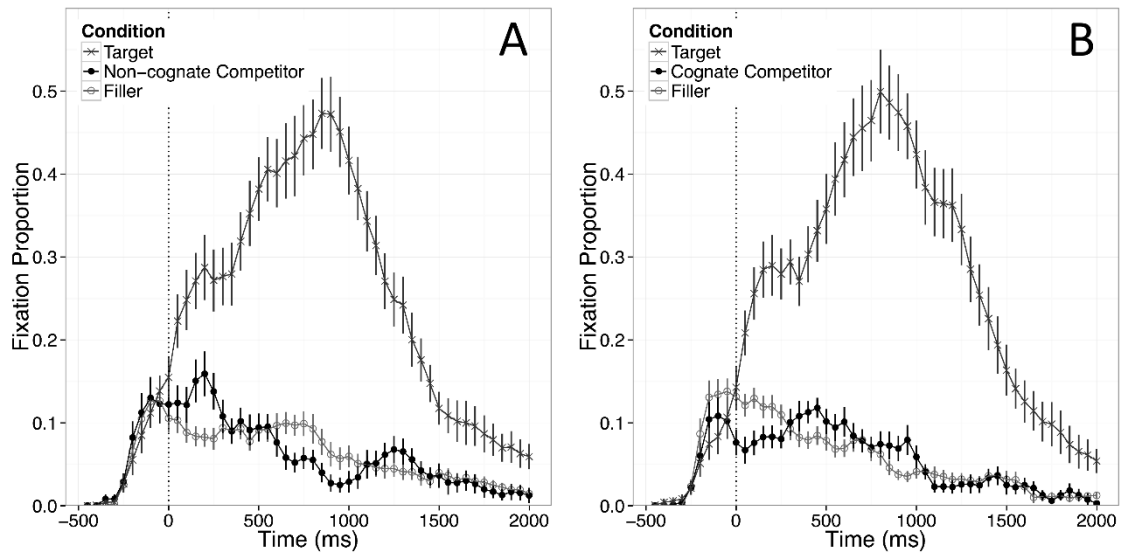 Condition
Target
Non-cognate Competitor
Filler
A
0.5
0.4
0.3
0.2
0.1
0.0
Fixation Proportion
−500
0
500
1000
1500
2000
Time (ms)
Condition
Target
Cognate Competitor
Filler
B
0.5
0.4
0.3
0.2
0.1
0.0
Fixation Proportion
−500
0
500
1000
1500
2000
Time (ms)